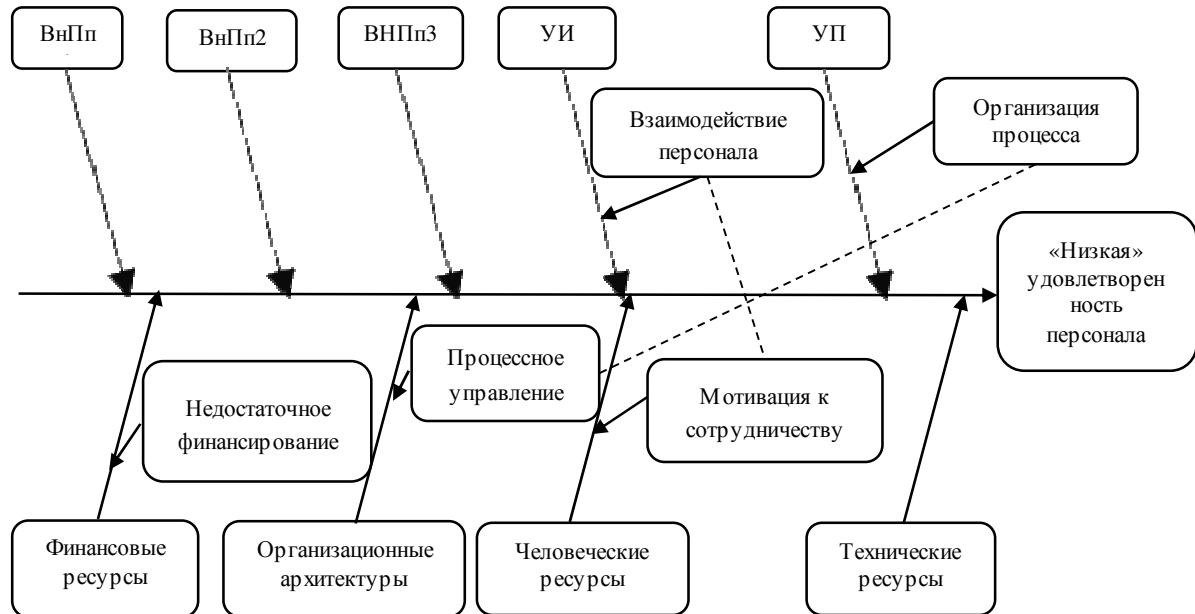 ВнПп
ВнПп2
ВНПп3
УИ
УП
Взаимодействие
персонала
Организация
процесса
«Низкая»
удовлетворен
ность
персонала
Процессное
управление
Недостаточное
финансирование
Мотивация к
сотрудничеству
Финансовые
ресурсы
Организационные
архитектуры
Человеческие
ресурсы
Технические
ресурсы